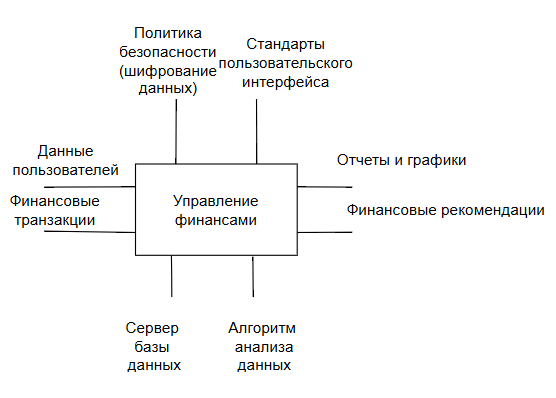 Политика
безопасности
(шифрование
данных)
Стандарты
пользовательского
интерфейса
Данные
пользователей
Финансовые
транзакции
Управление
финансами
Отчеты и графики
Финансовые рекомендации
Сервер
базы
данных
Алгоритм
анализа
данных